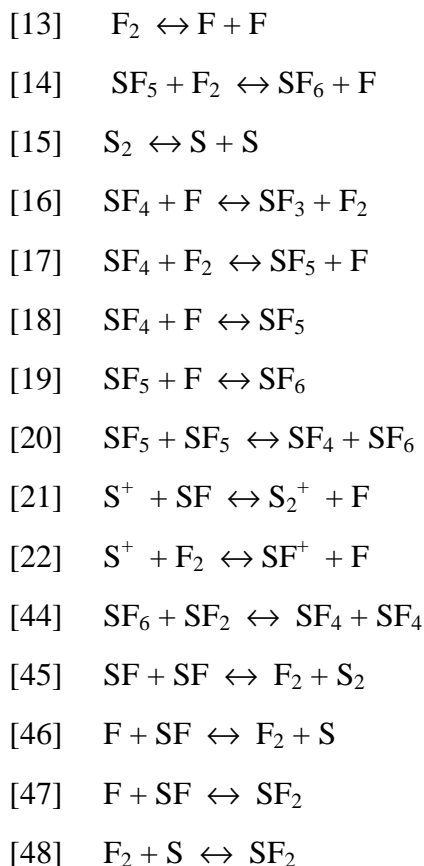 [13] F₂ ↔ F + F
[14] SF₅ + F₂ ↔ SF₆ + F
[15] S₂ ↔ S + S
[16] SF₄ + F ↔ SF₃ + F₂
[17] SF₄ + F₂ ↔ SF₅ + F
[18] SF₄ + F ↔ SF₅
[19] SF₅ + F ↔ SF₆
[20] SF₅ + SF₅ ↔ SF₄ + SF₆
[21] S⁺ + SF ↔ S₂⁺ + F
[22] S⁺ + F₂ ↔ SF⁺ + F
[44] SF₆ + SF₂ ↔ SF₄ + SF₄
[45] SF + SF ↔ F₂ + S₂
[46] F + SF ↔ F₂ + S
[47] F + SF ↔ SF₂
[48] F₂ + S ↔ SF₂